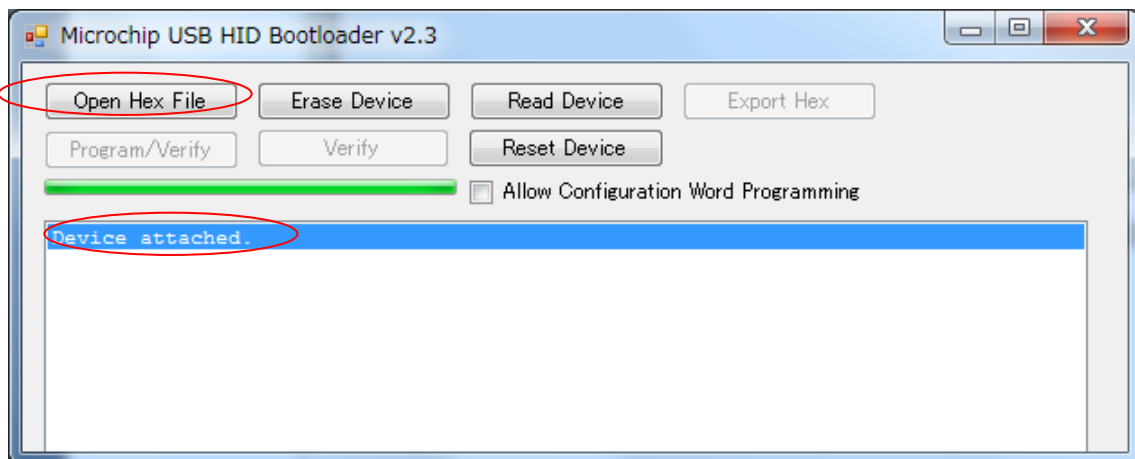 Microchip USB HID Bootloader v2.3
Open Hex File Erase Device Read Device Export Hex
Program/Verify Verify Reset Device
Allow Configuration Word Programming
Device attached.